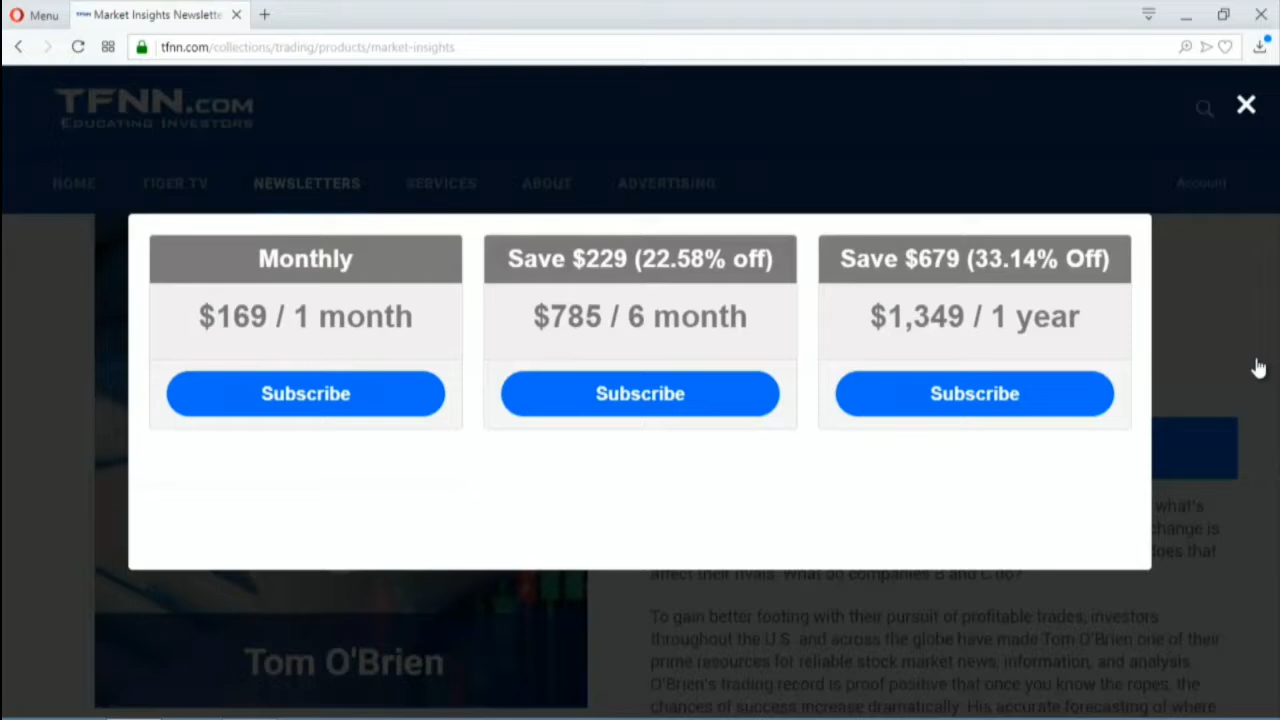 Menu
Market Insights Newslette
tfnn.com/collections/trading/products/market-insights
TFNN.COM
EDUCATING INVESTORS
HOME TIGER TV NEWSLETTERS SERVICES ABOUT ADVERTISING Account
Monthly
$169 / 1 month
Subscribe
Save $229 (22.58% off)
$785 / 6 month
Subscribe
Save $679 (33.14% Off)
$1,349 / 1 year
Subscribe
what's
change is
does that
affect their rivals. What do companies B and C do?
To gain better footing with their pursuit of profitable trades, investors
throughout the U.S. and across the globe have made Tom O'Brien one of their
prime resources for reliable stock market news, information, and analysis.
O'Brien's trading record is proof positive that once you know the ropes, the
chances of success increase dramatically. His accurate forecasting of where
Tom O'Brien